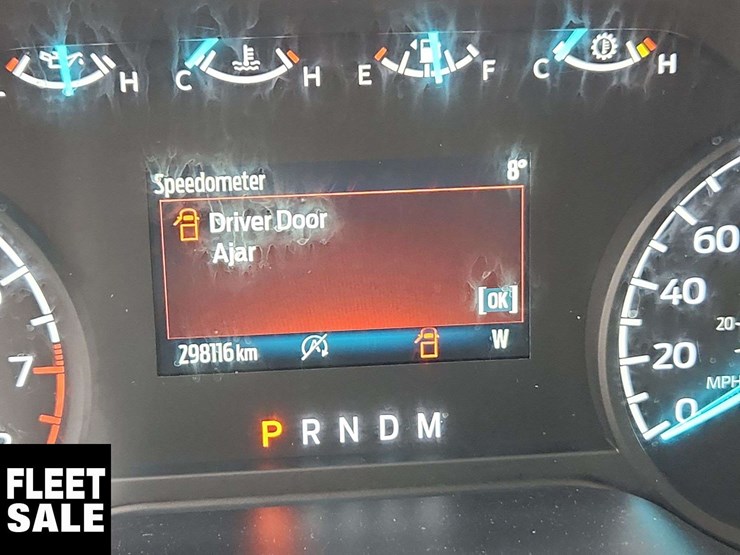 H C H E F C H
Speedometer 8°
Driver Door
Ajar
[OK]
298116 km W
P R N D M
7
60
40
20-
20
MPH
0
FLEET
SALE